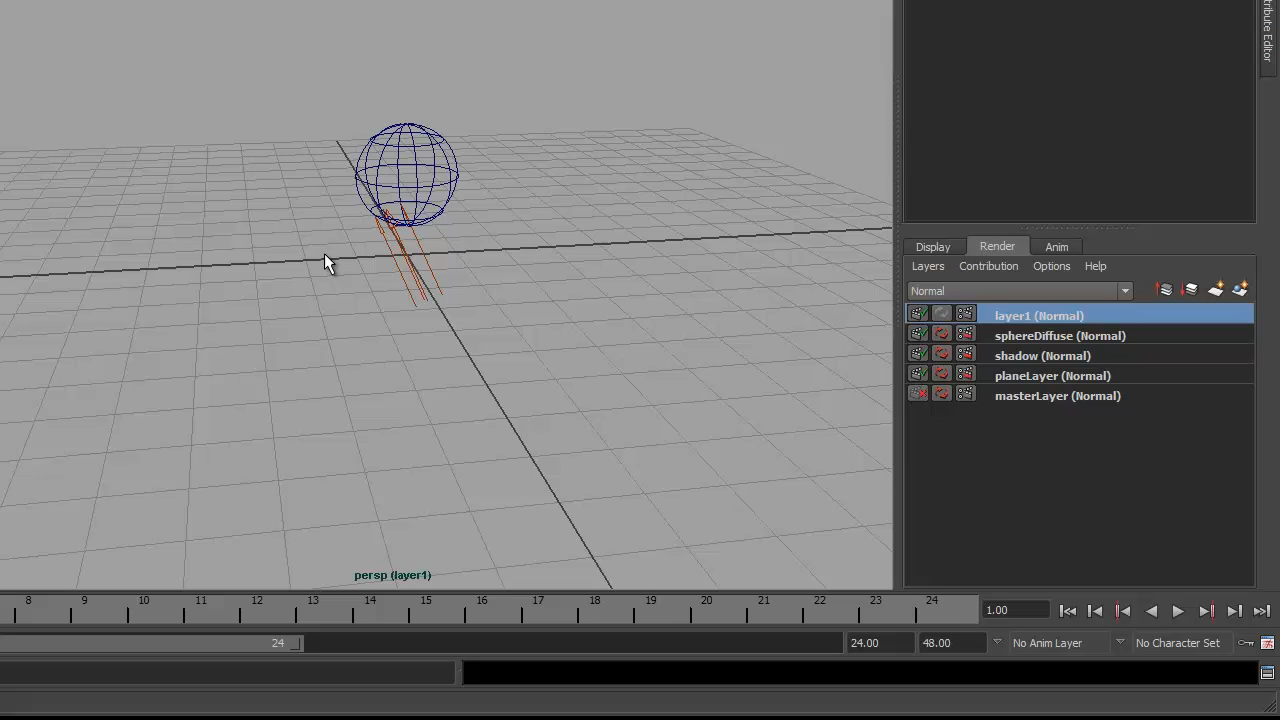 tribute Editor
Display Render Anim
Layers Contribution Options Help
Normal
layer1 (Normal)
sphereDiffuse (Normal)
shadow (Normal)
planeLayer (Normal)
masterLayer (Normal)
persp (layer1)
8 9 10 11 12 13 14 15 16 17 18 19 20 21 22 23 24
1.00
24
24.00 48.00 No Anim Layer No Character Set